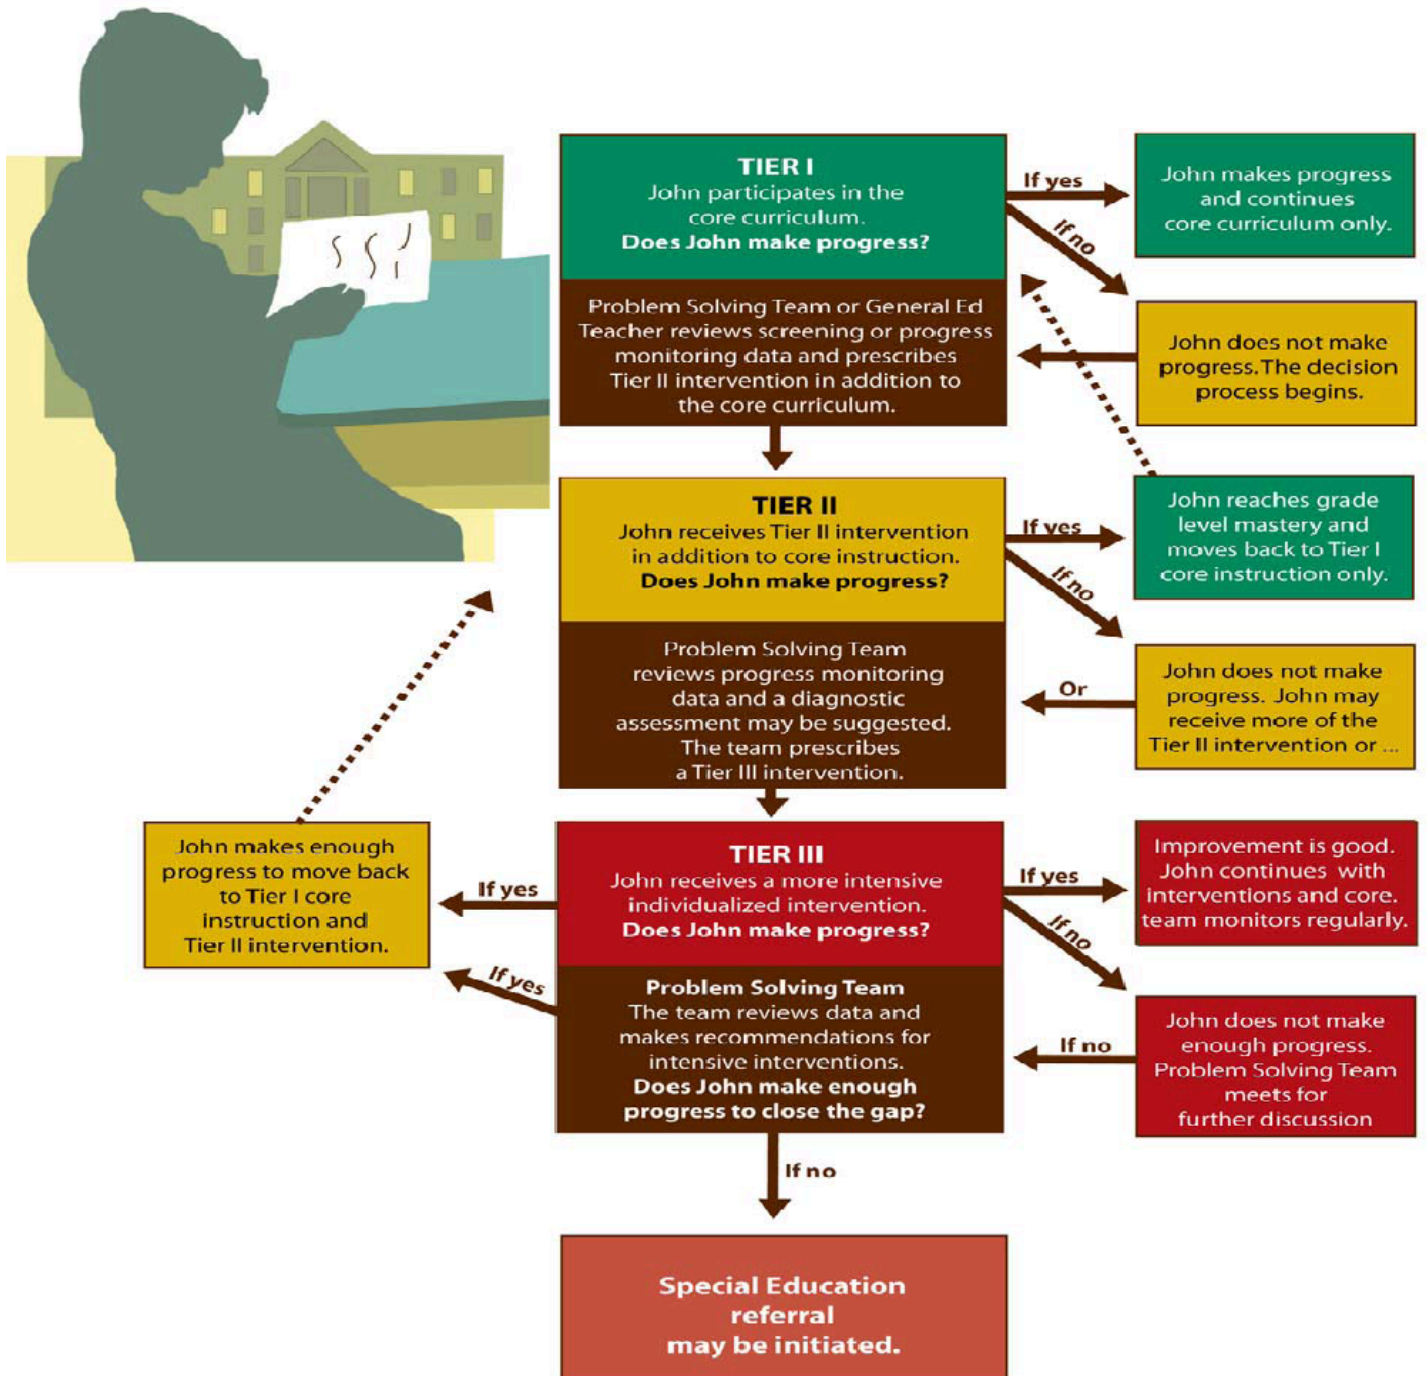 TIER I
John participates in the
core curriculum.
Does John make progress?
If yes
John makes progress
and continues
core curriculum only.
If no
Problem Solving Team or General Ed
Teacher reviews screening or progress
monitoring data and prescribes
Tier II intervention in addition to
the core curriculum.
John does not make
progress. The decision
process begins.
TIER II
John receives Tier II intervention
in addition to core instruction.
Does John make progress?
If yes
John reaches grade
level mastery and
moves back to Tier I
core instruction only.
If no
Problem Solving Team
reviews progress monitoring
data and a diagnostic
assessment may be suggested.
The team prescribes
a Tier III intervention.
Or
John does not make
progress. John may
receive more of the
Tier II intervention or ...
John makes enough
progress to move back
to Tier I core
instruction and
Tier II intervention.
If yes
TIER III
John receives a more intensive
individualized intervention.
Does John make progress?
If yes
Improvement is good.
John continues with
interventions and core.
team monitors regularly.
If no
If yes
Problem Solving Team
The team reviews data and
makes recommendations for
intensive interventions.
Does John make enough
progress to close the gap?
If no
John does not make
enough progress.
Problem Solving Team
meets for
further discussion
If no
Special Education
referral
may be initiated.